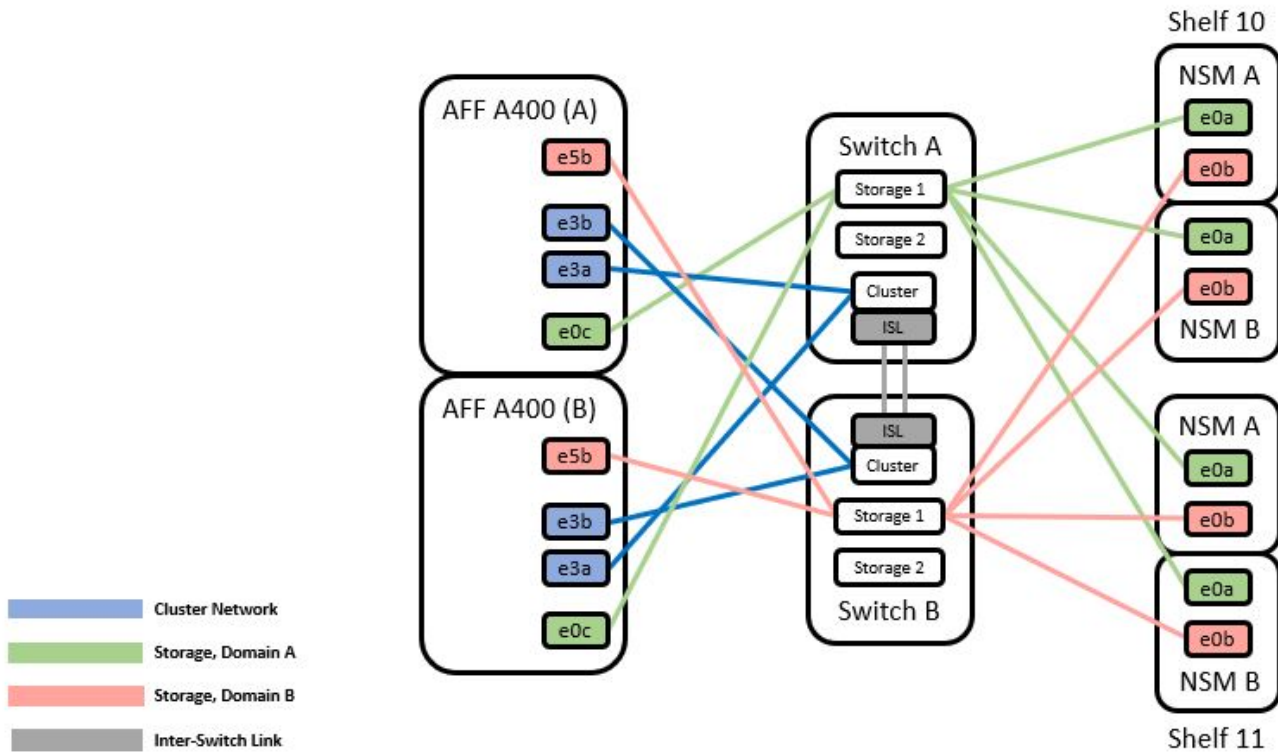 AFF A400 (A)
e5b
e3b
e3a
e0c
AFF A400 (B)
e5b
e3b
e3a
e0c
Switch A
Storage 1
Storage 2
Cluster
ISL
ISL
Cluster
Storage 1
Storage 2
Switch B
Shelf 10
NSM A
e0a
e0b
e0a
e0b
NSM B
NSM A
e0a
e0b
e0a
e0b
NSM B
Shelf 11
Cluster Network
Storage, Domain A
Storage, Domain B
Inter-Switch Link